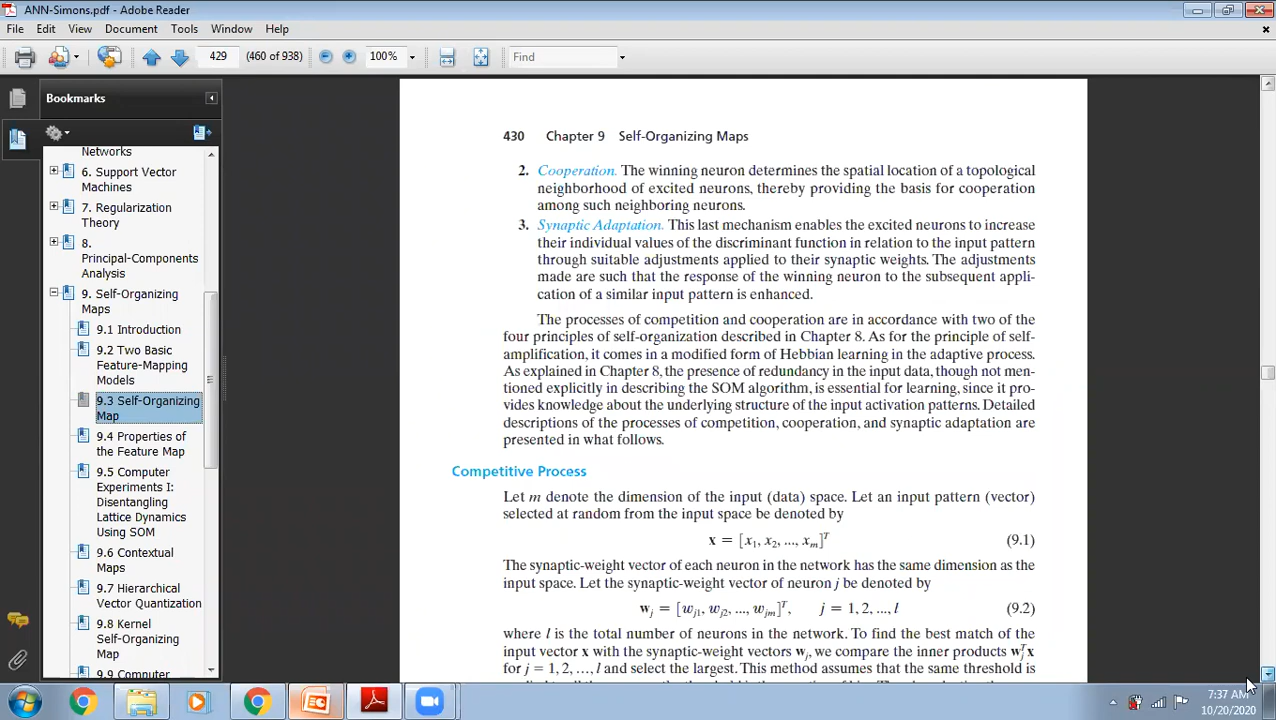 ANN-Simons.pdf - Adobe Reader
File Edit View Document Tools Window Help
429 (460 of 938) 100% Find
Bookmarks
Networks
6. Support Vector
Machines
7. Regularization
Theory
8.
Principal-Components
Analysis
9. Self-Organizing
Maps
9.1 Introduction
9.2 Two Basic
Feature-Mapping
Models
9.3 Self-Organizing
Map
9.4 Properties of
the Feature Map
9.5 Computer
Experiments I:
Disentangling
Lattice Dynamics
Using SOM
9.6 Contextual
Maps
9.7 Hierarchical
Vector Quantization
9.8 Kernel
Self-Organizing
Map
9.9 Computer
430 Chapter 9 Self-Organizing Maps
2. Cooperation. The winning neuron determines the spatial location of a topological
neighborhood of excited neurons, thereby providing the basis for cooperation
among such neighboring neurons.
3. Synaptic Adaptation. This last mechanism enables the excited neurons to increase
their individual values of the discriminant function in relation to the input pattern
through suitable adjustments applied to their synaptic weights. The adjustments
made are such that the response of the winning neuron to the subsequent appli-
cation of a similar input pattern is enhanced.
The processes of competition and cooperation are in accordance with two of the
four principles of self-organization described in Chapter 8. As for the principle of self-
amplification, it comes in a modified form of Hebbian learning in the adaptive process.
As explained in Chapter 8, the presence of redundancy in the input data, though not men-
tioned explicitly in describing the SOM algorithm, is essential for learning, since it pro-
vides knowledge about the underlying structure of the input activation patterns. Detailed
descriptions of the processes of competition, cooperation, and synaptic adaptation are
presented in what follows.
Competitive Process
Let m denote the dimension of the input (data) space. Let an input pattern (vector)
selected at random from the input space be denoted by
x = [x₁, x₂, ..., xₘ]ᵀ (9.1)
The synaptic-weight vector of each neuron in the network has the same dimension as the
input space. Let the synaptic-weight vector of neuron j be denoted by
wⱼ = [wⱼ₁, wⱼ₂, ..., wⱼₘ]ᵀ, j = 1, 2, ..., l (9.2)
where l is the total number of neurons in the network. To find the best match of the
input vector x with the synaptic-weight vectors wⱼ, we compare the inner products wⱼᵀx
for j = 1, 2, ..., l and select the largest. This method assumes that the same threshold is
7:37 AM
10/20/2020